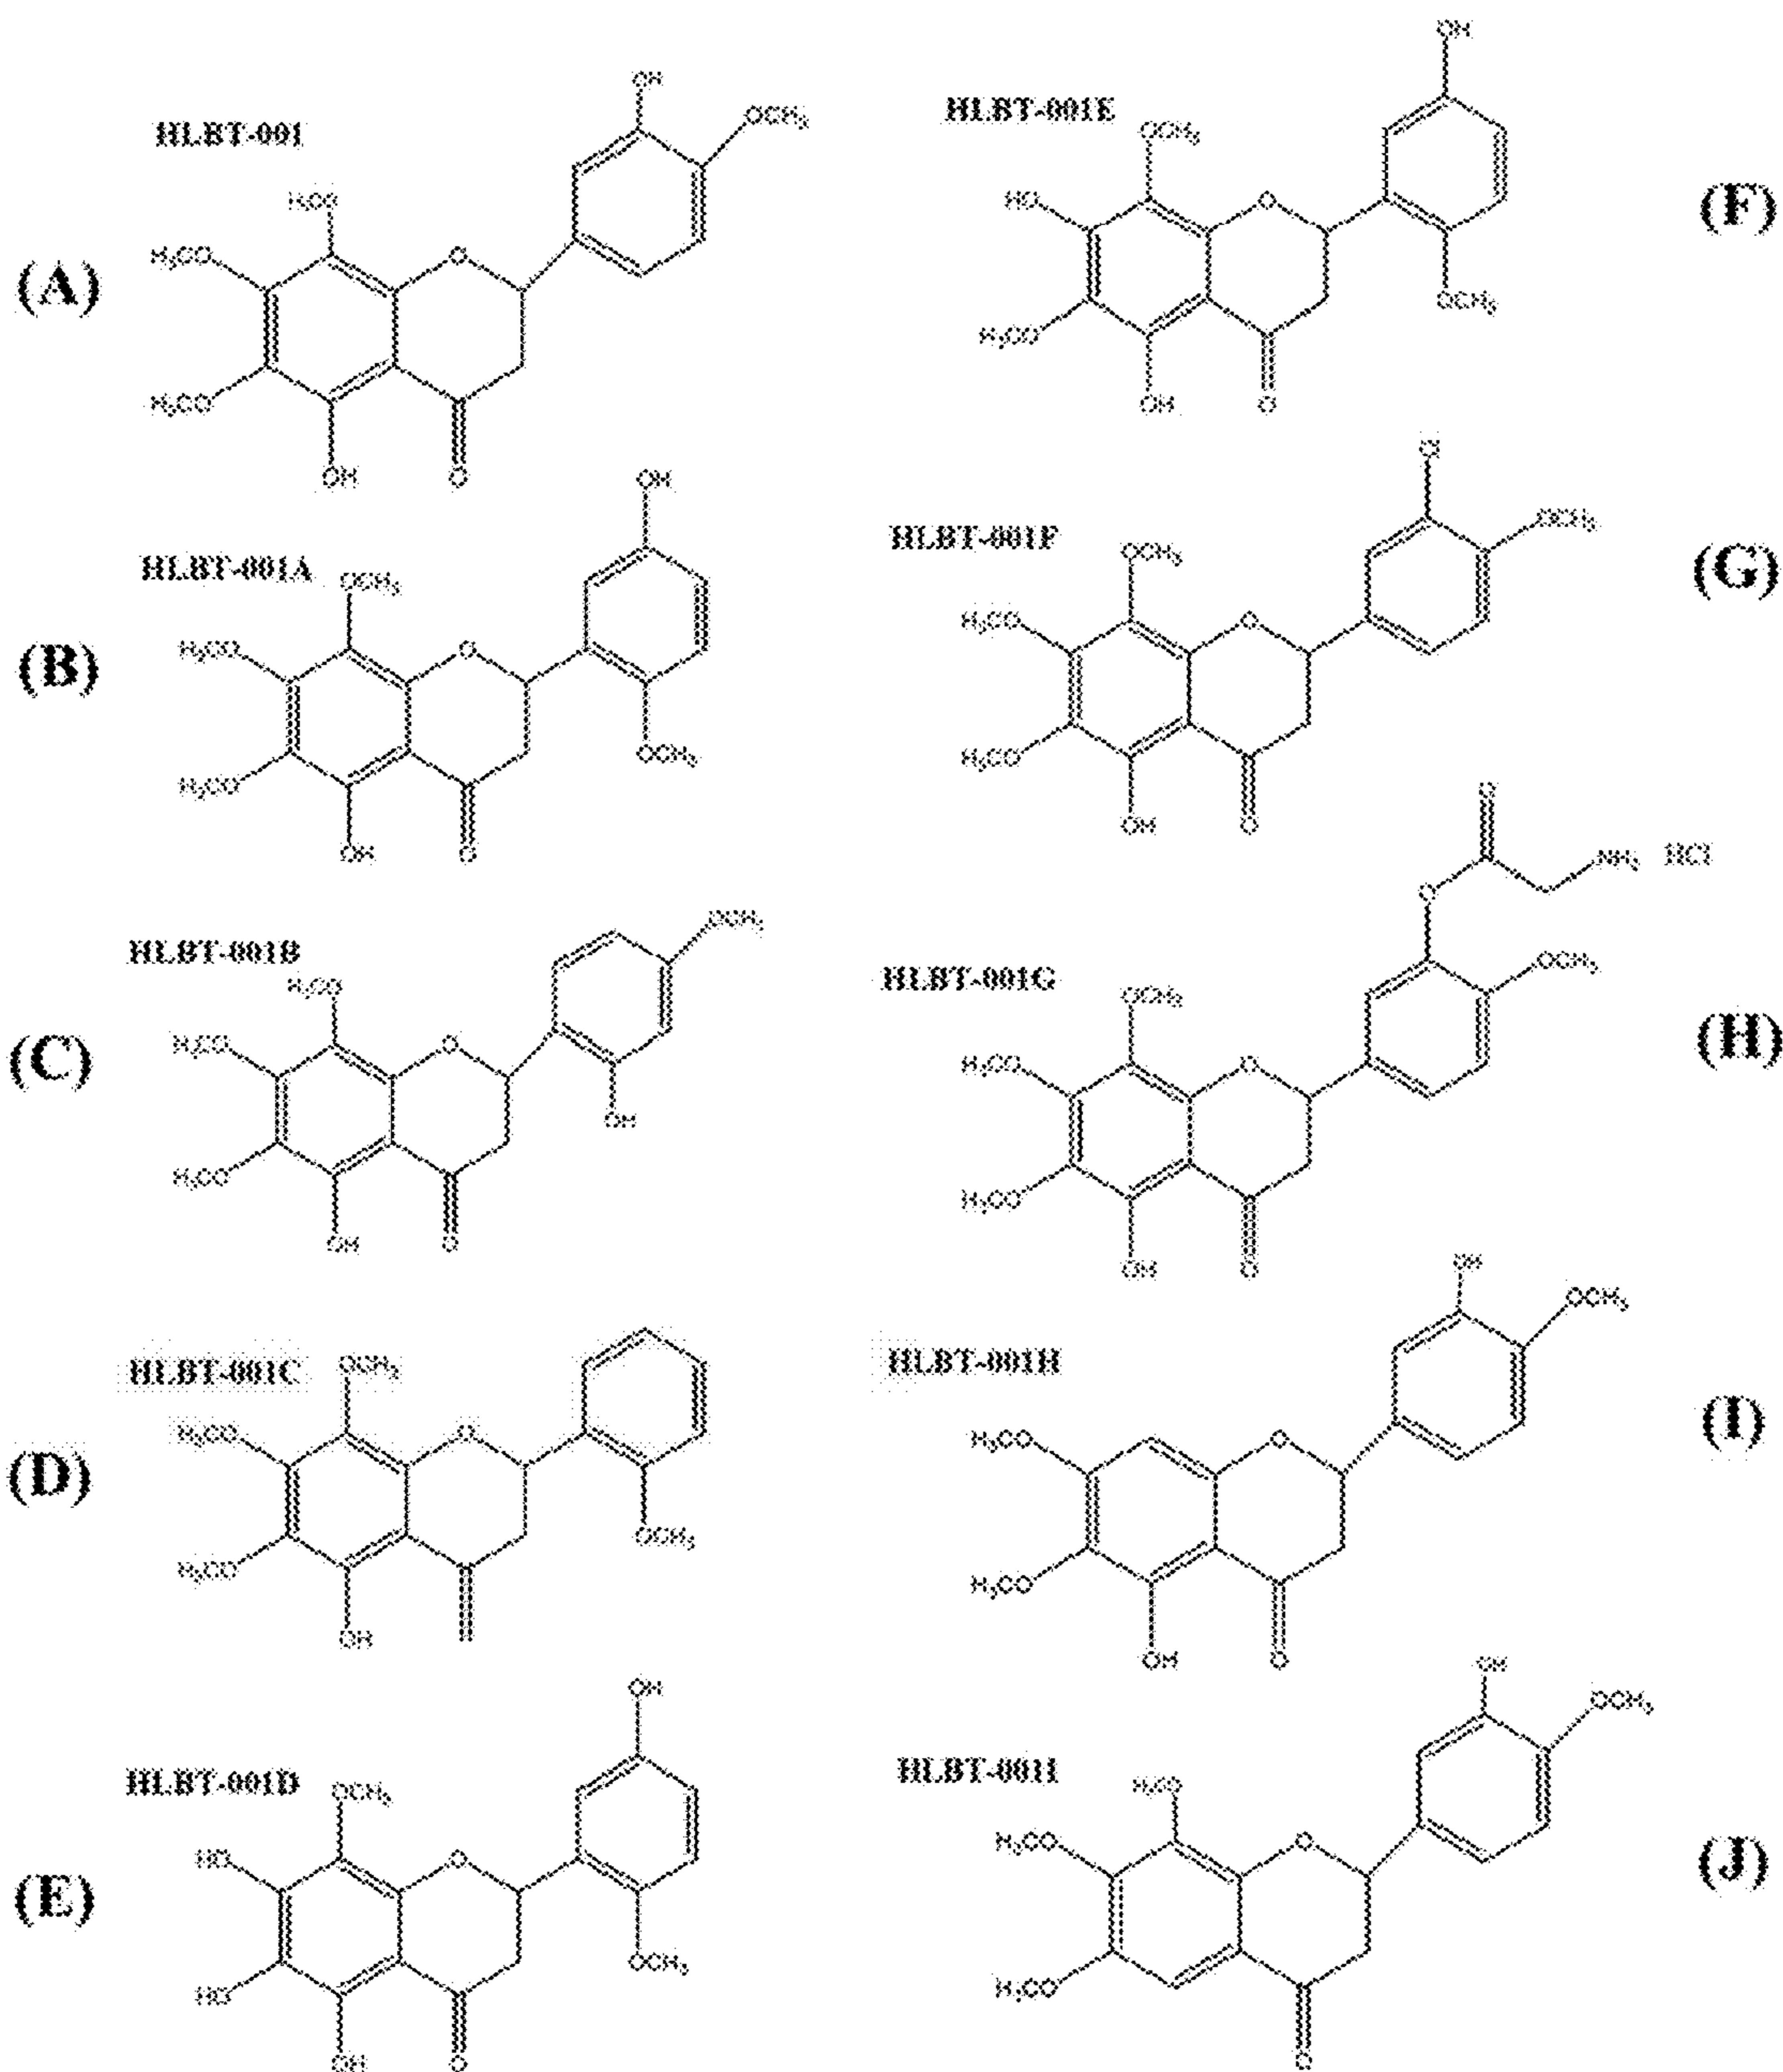 HLBT-001
OH
OCH₃
H₃CO
H₃CO
O
H₃CO
OH
O
(A)
HLBT-001A
OH
OCH₃
H₃CO
O
H₃CO
OCH₃
OH
O
(B)
HLBT-001B
OCH₃
H₃CO
H₃CO
O
OH
H₃CO
OH
O
(C)
HLBT-001C
OCH₃
H₃CO
O
OCH₃
H₃CO
OH
(D)
HLBT-001D
OH
OCH₃
HO
O
OCH₃
HO
OH
O
(E)
HLBT-001E
OH
OCH₃
HO
O
OCH₃
H₃CO
OH
O
(F)
HLBT-001F
Cl
OCH₃
OCH₃
H₃CO
O
H₃CO
OH
O
(G)
HLBT-001G
O
NH₂ HCl
O
OCH₃
OCH₃
H₃CO
O
H₃CO
OH
O
(H)
HLBT-001H
OH
OCH₃
H₃CO
O
H₃CO
OH
O
(I)
HLBT-001I
OH
OCH₃
H₃CO
H₃CO
O
H₃CO
O
(J)